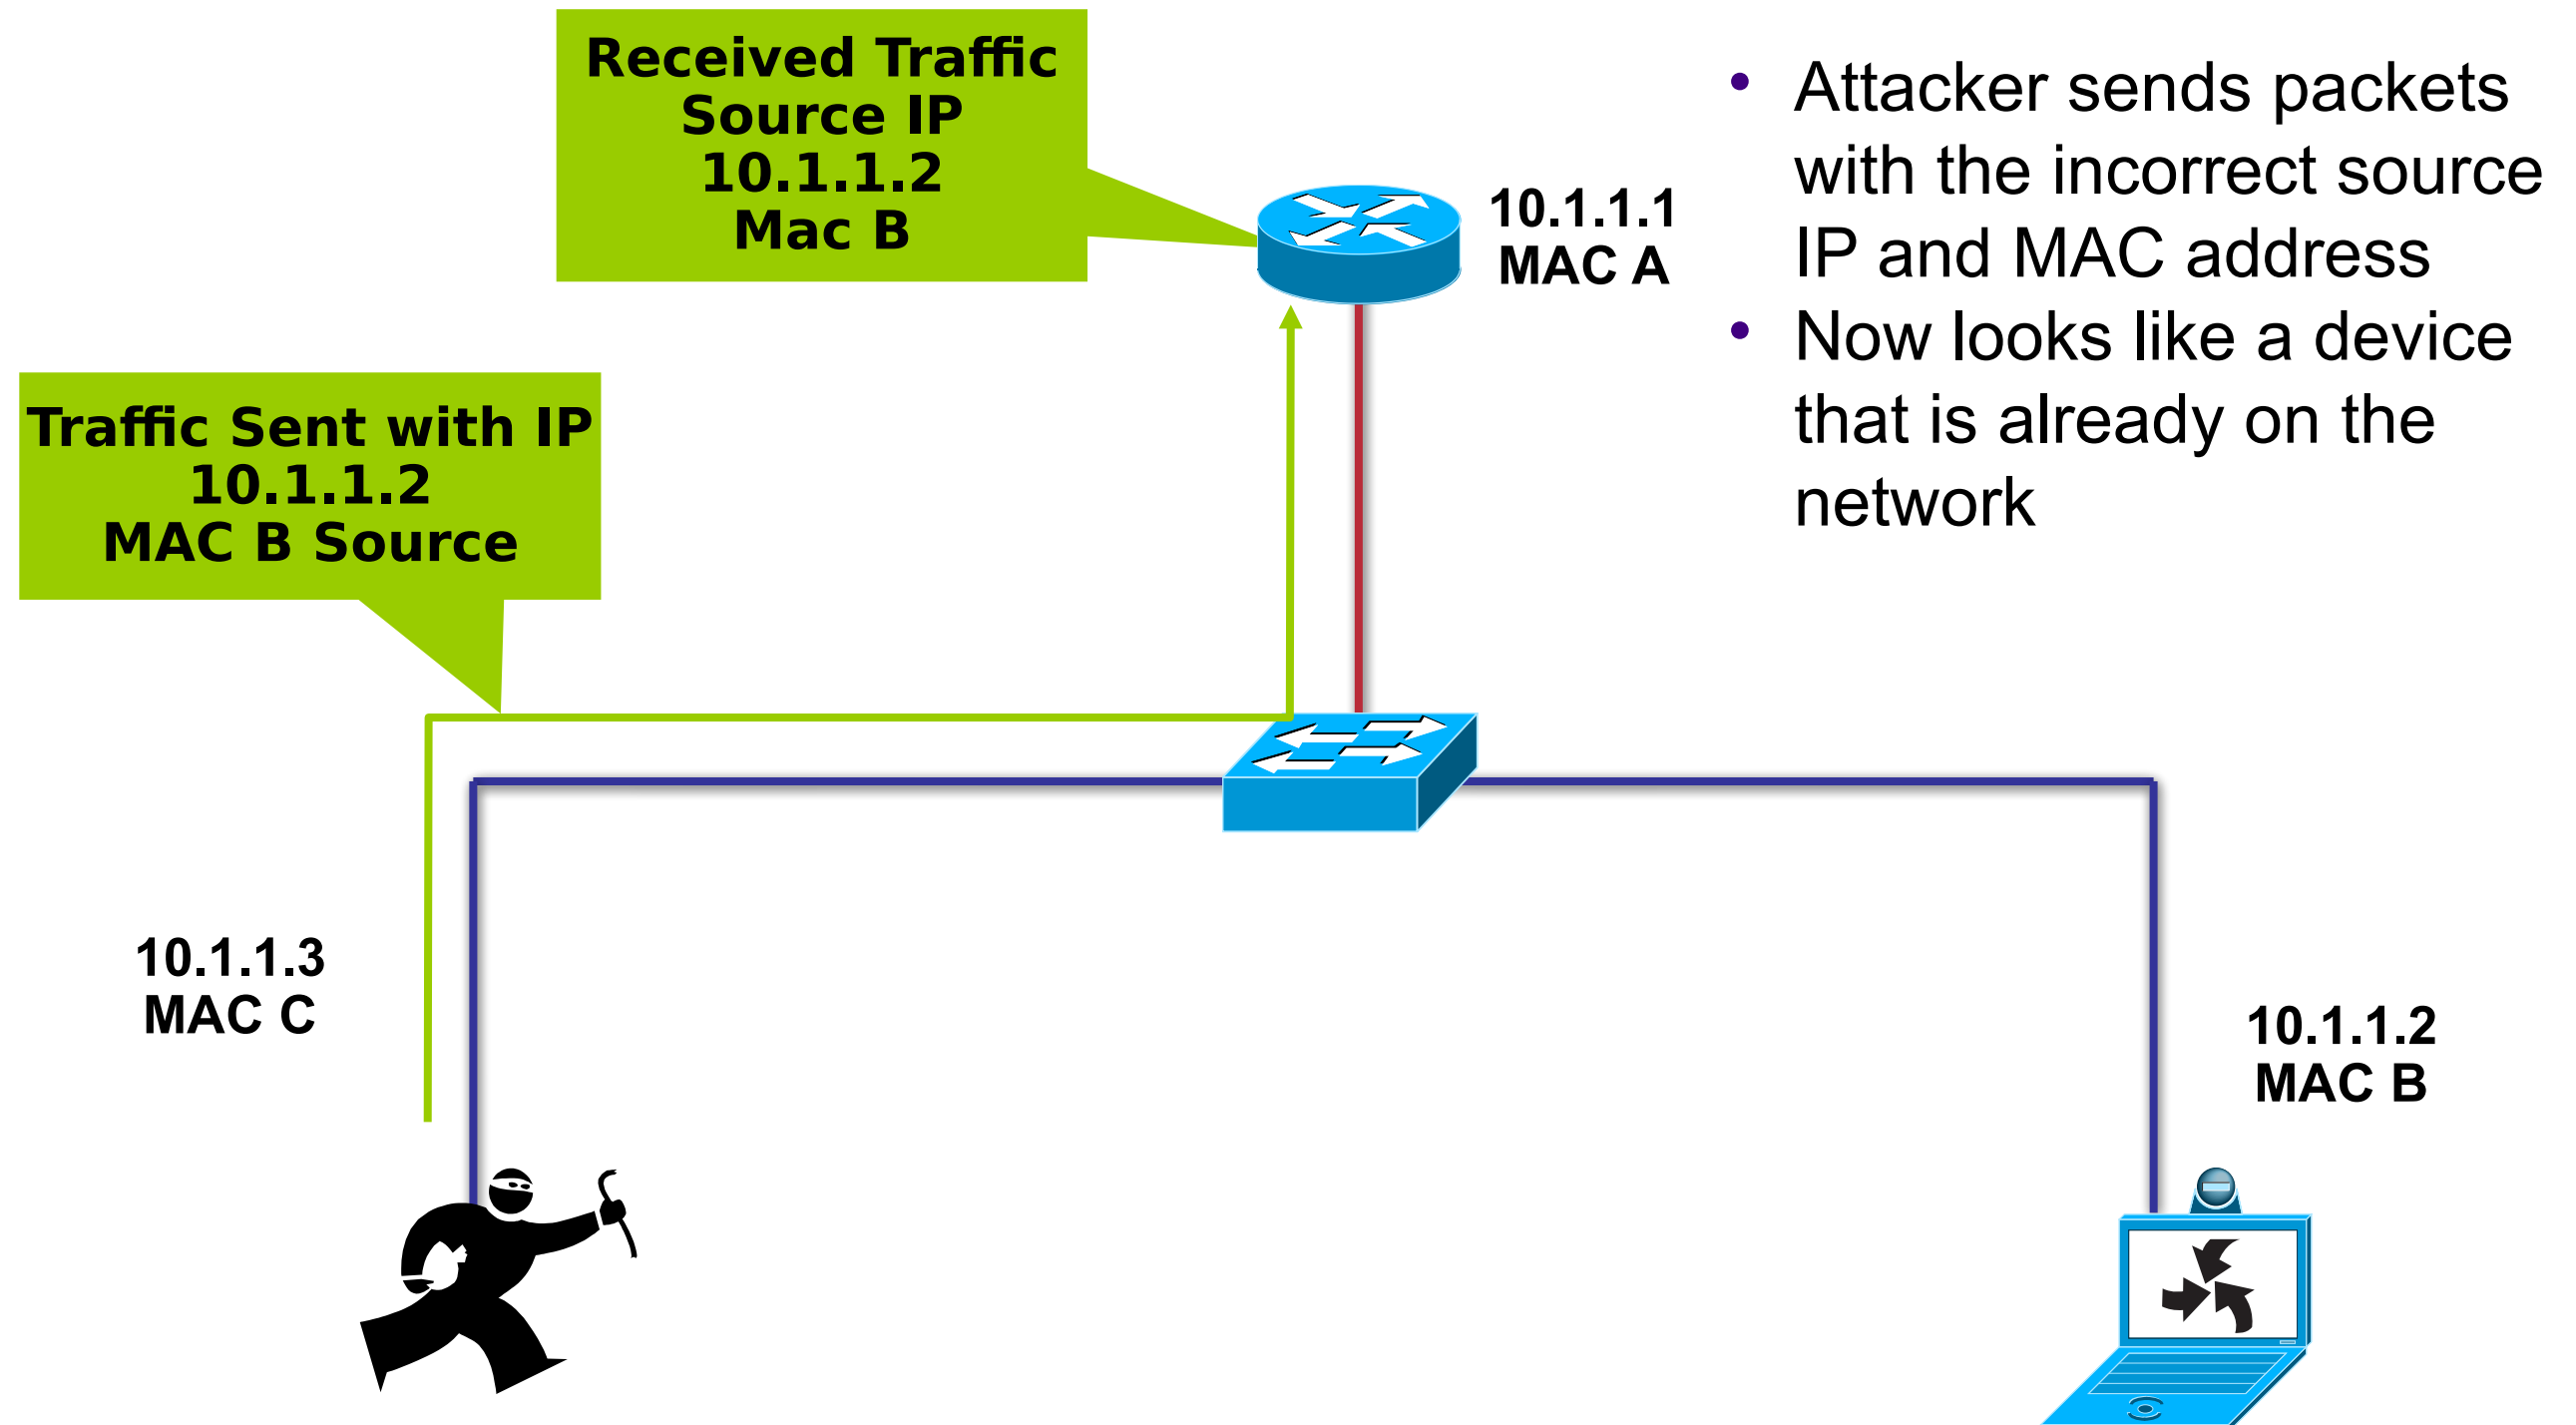 Received Traffic
Source IP
10.1.1.2
Mac B
• Attacker sends packets
with the incorrect source
IP and MAC address
• Now looks like a device
that is already on the
network
10.1.1.1
MAC A
Traffic Sent with IP
10.1.1.2
MAC B Source
10.1.1.3
MAC C
10.1.1.2
MAC B